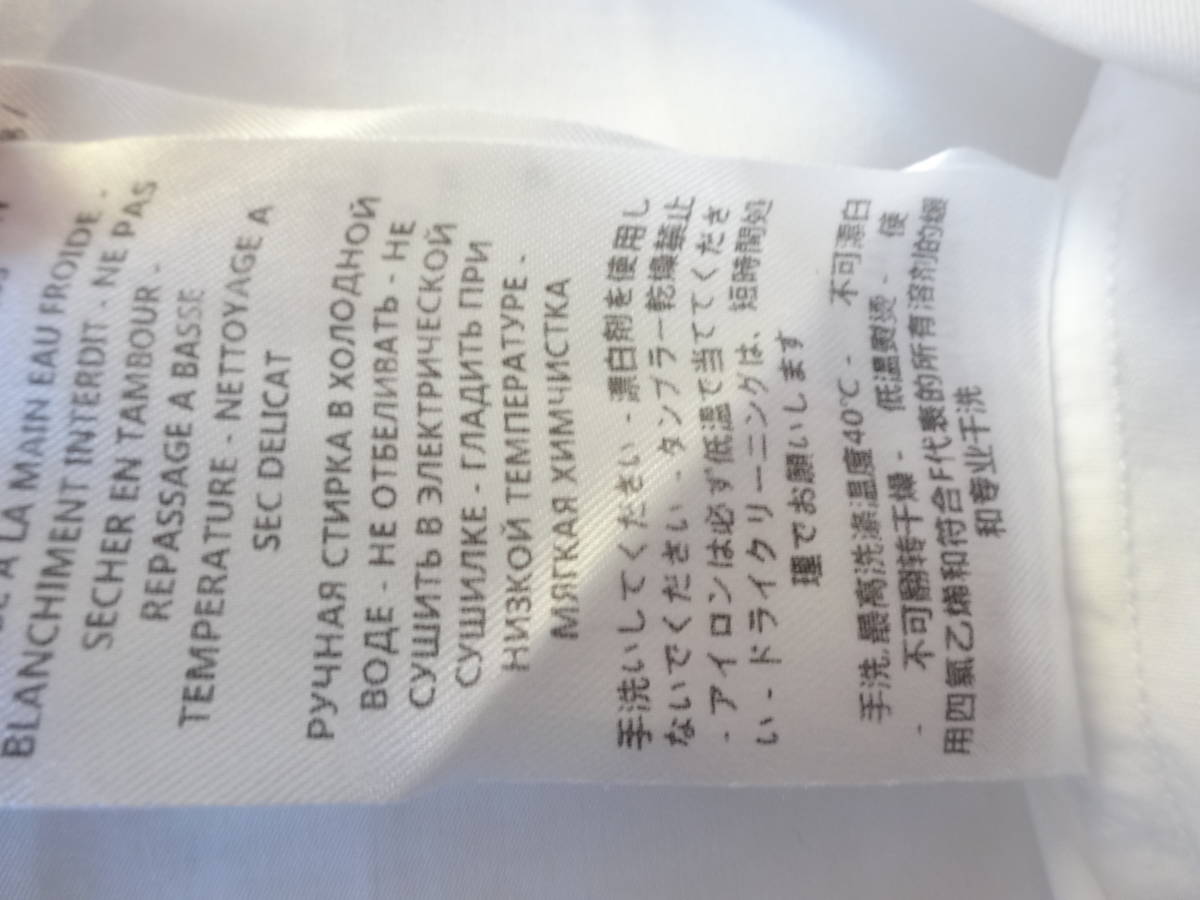 A LA MAIN EAU FROIDE -
BLANCHIMENT INTERDIT - NE PAS
SECHER EN TAMBOUR -
REPASSAGE A BASSE
TEMPERATURE - NETTOYAGE A
SEC DELICAT
РУЧНАЯ СТИРКА В ХОЛОДНОЙ
ВОДЕ - НЕ ОТБЕЛИВАТЬ - НЕ
СУШИТЬ В ЭЛЕКТРИЧЕСКОЙ
СУШИЛКЕ - ГЛАДИТЬ ПРИ
НИЗКОЙ ТЕМПЕРАТУРЕ -
МЯГКАЯ ХИМЧИСТКА
手洗いしてください - 漂白剤を使用し
ないでください - タンブラー乾燥禁止
- アイロンは必ず低温で当ててくださ
い - ドライクリーニングは、短時間処
理でお願いします
手洗,最高洗涤温度40℃ - 不可漂白
- 不可翻转干燥 - 低温熨烫 - 使
用四氯乙烯和符合F代表的所有溶剂的熳
和专业干洗